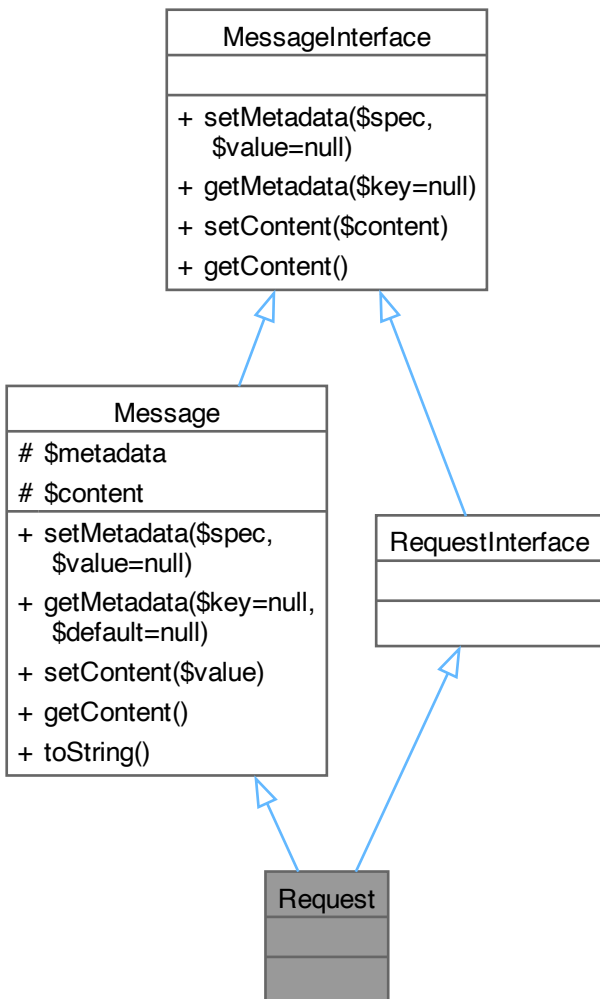 MessageInterface
+ setMetadata($spec,
$value=null)
+ getMetadata($key=null)
+ setContent($content)
+ getContent()
Message
# $metadata
# $content
+ setMetadata($spec,
$value=null)
+ getMetadata($key=null,
$default=null)
+ setContent($value)
+ getContent()
+ toString()
RequestInterface
Request